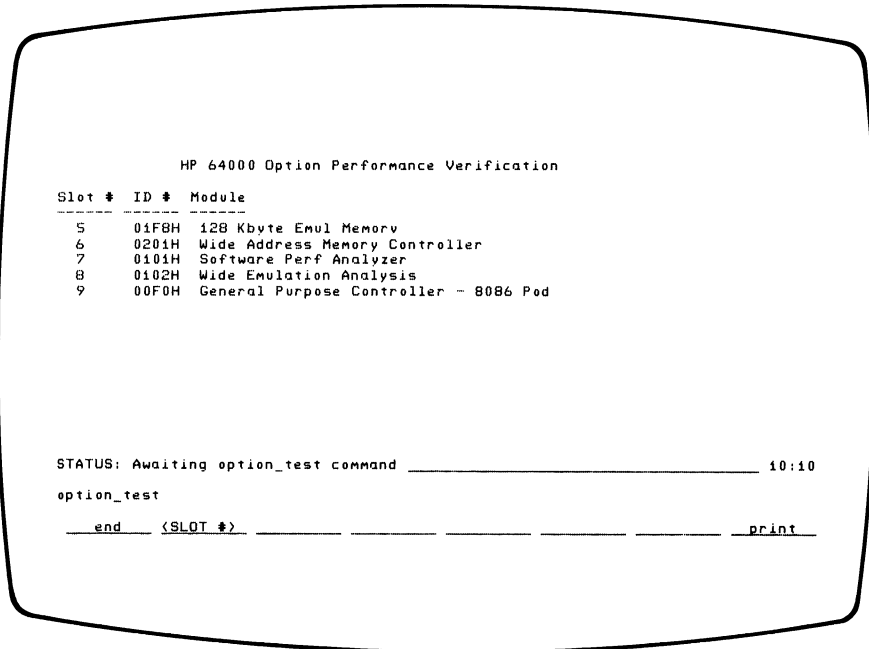 HP 64000 Option Performance Verification
Slot # ID # Module
5 01F8H 128 Kbyte Emul Memory
6 0201H Wide Address Memory Controller
7 0101H Software Perf Analyzer
8 0102H Wide Emulation Analysis
9 00F0H General Purpose Controller - 8086 Pod
STATUS: Awaiting option_test command 10:10
option_test
end (SLOT #) print